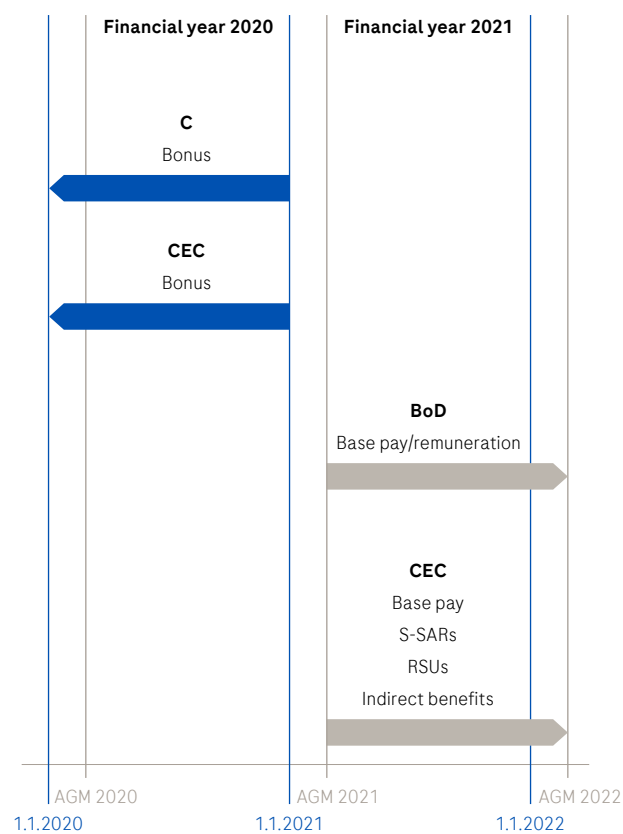 Financial year 2020
Financial year 2021
C
Bonus
CEC
Bonus
BoD
Base pay/remuneration
CEC
Base pay
S-SARs
RSUs
Indirect benefits
AGM 2020
AGM 2021
AGM 2022
1.1.2020
1.1.2021
1.1.2022